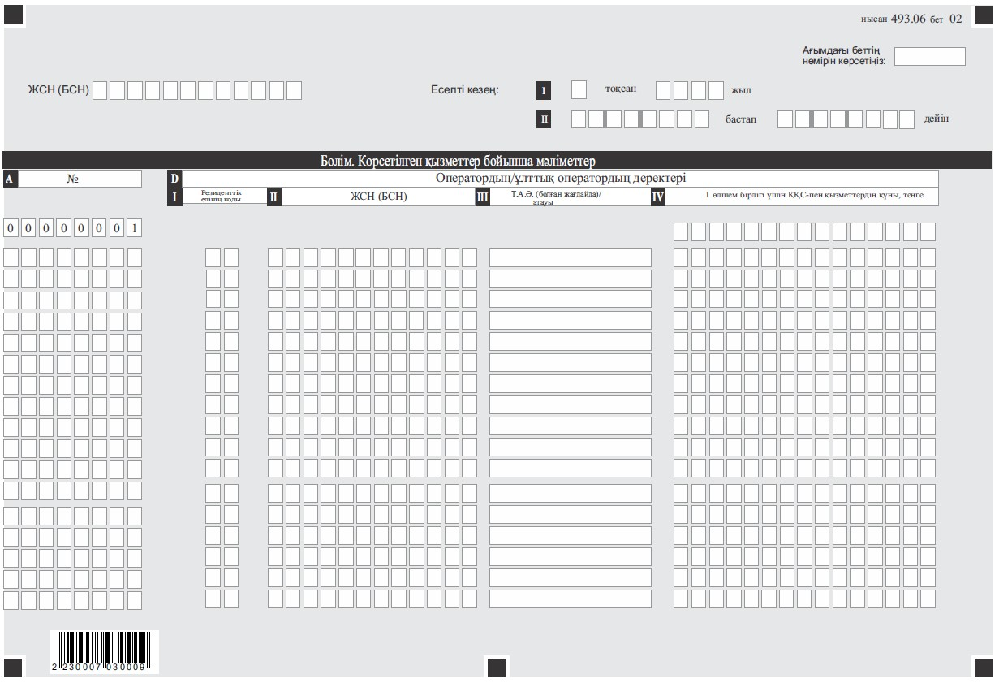 нысан 493.06 бет 02
Ағымдағы беттің
нөмірін көрсетіңіз:
ЖСН (БСН) Есепті кезең: I тоқсан жыл
II бастап дейін
Бөлім. Көрсетілген қызметтер бойынша мәліметтер
A № D Оператордың/ұлттық оператордың деректері
I Резиденттік елінің коды II ЖСН (БСН) III Т.А.Ә. (болған жағдайда)/ атауы IV 1 өлшем бірлігі үшін ҚҚС-пен қызметтердің құны, теңге
0 0 0 0 0 0 0 1
2 230007 030009